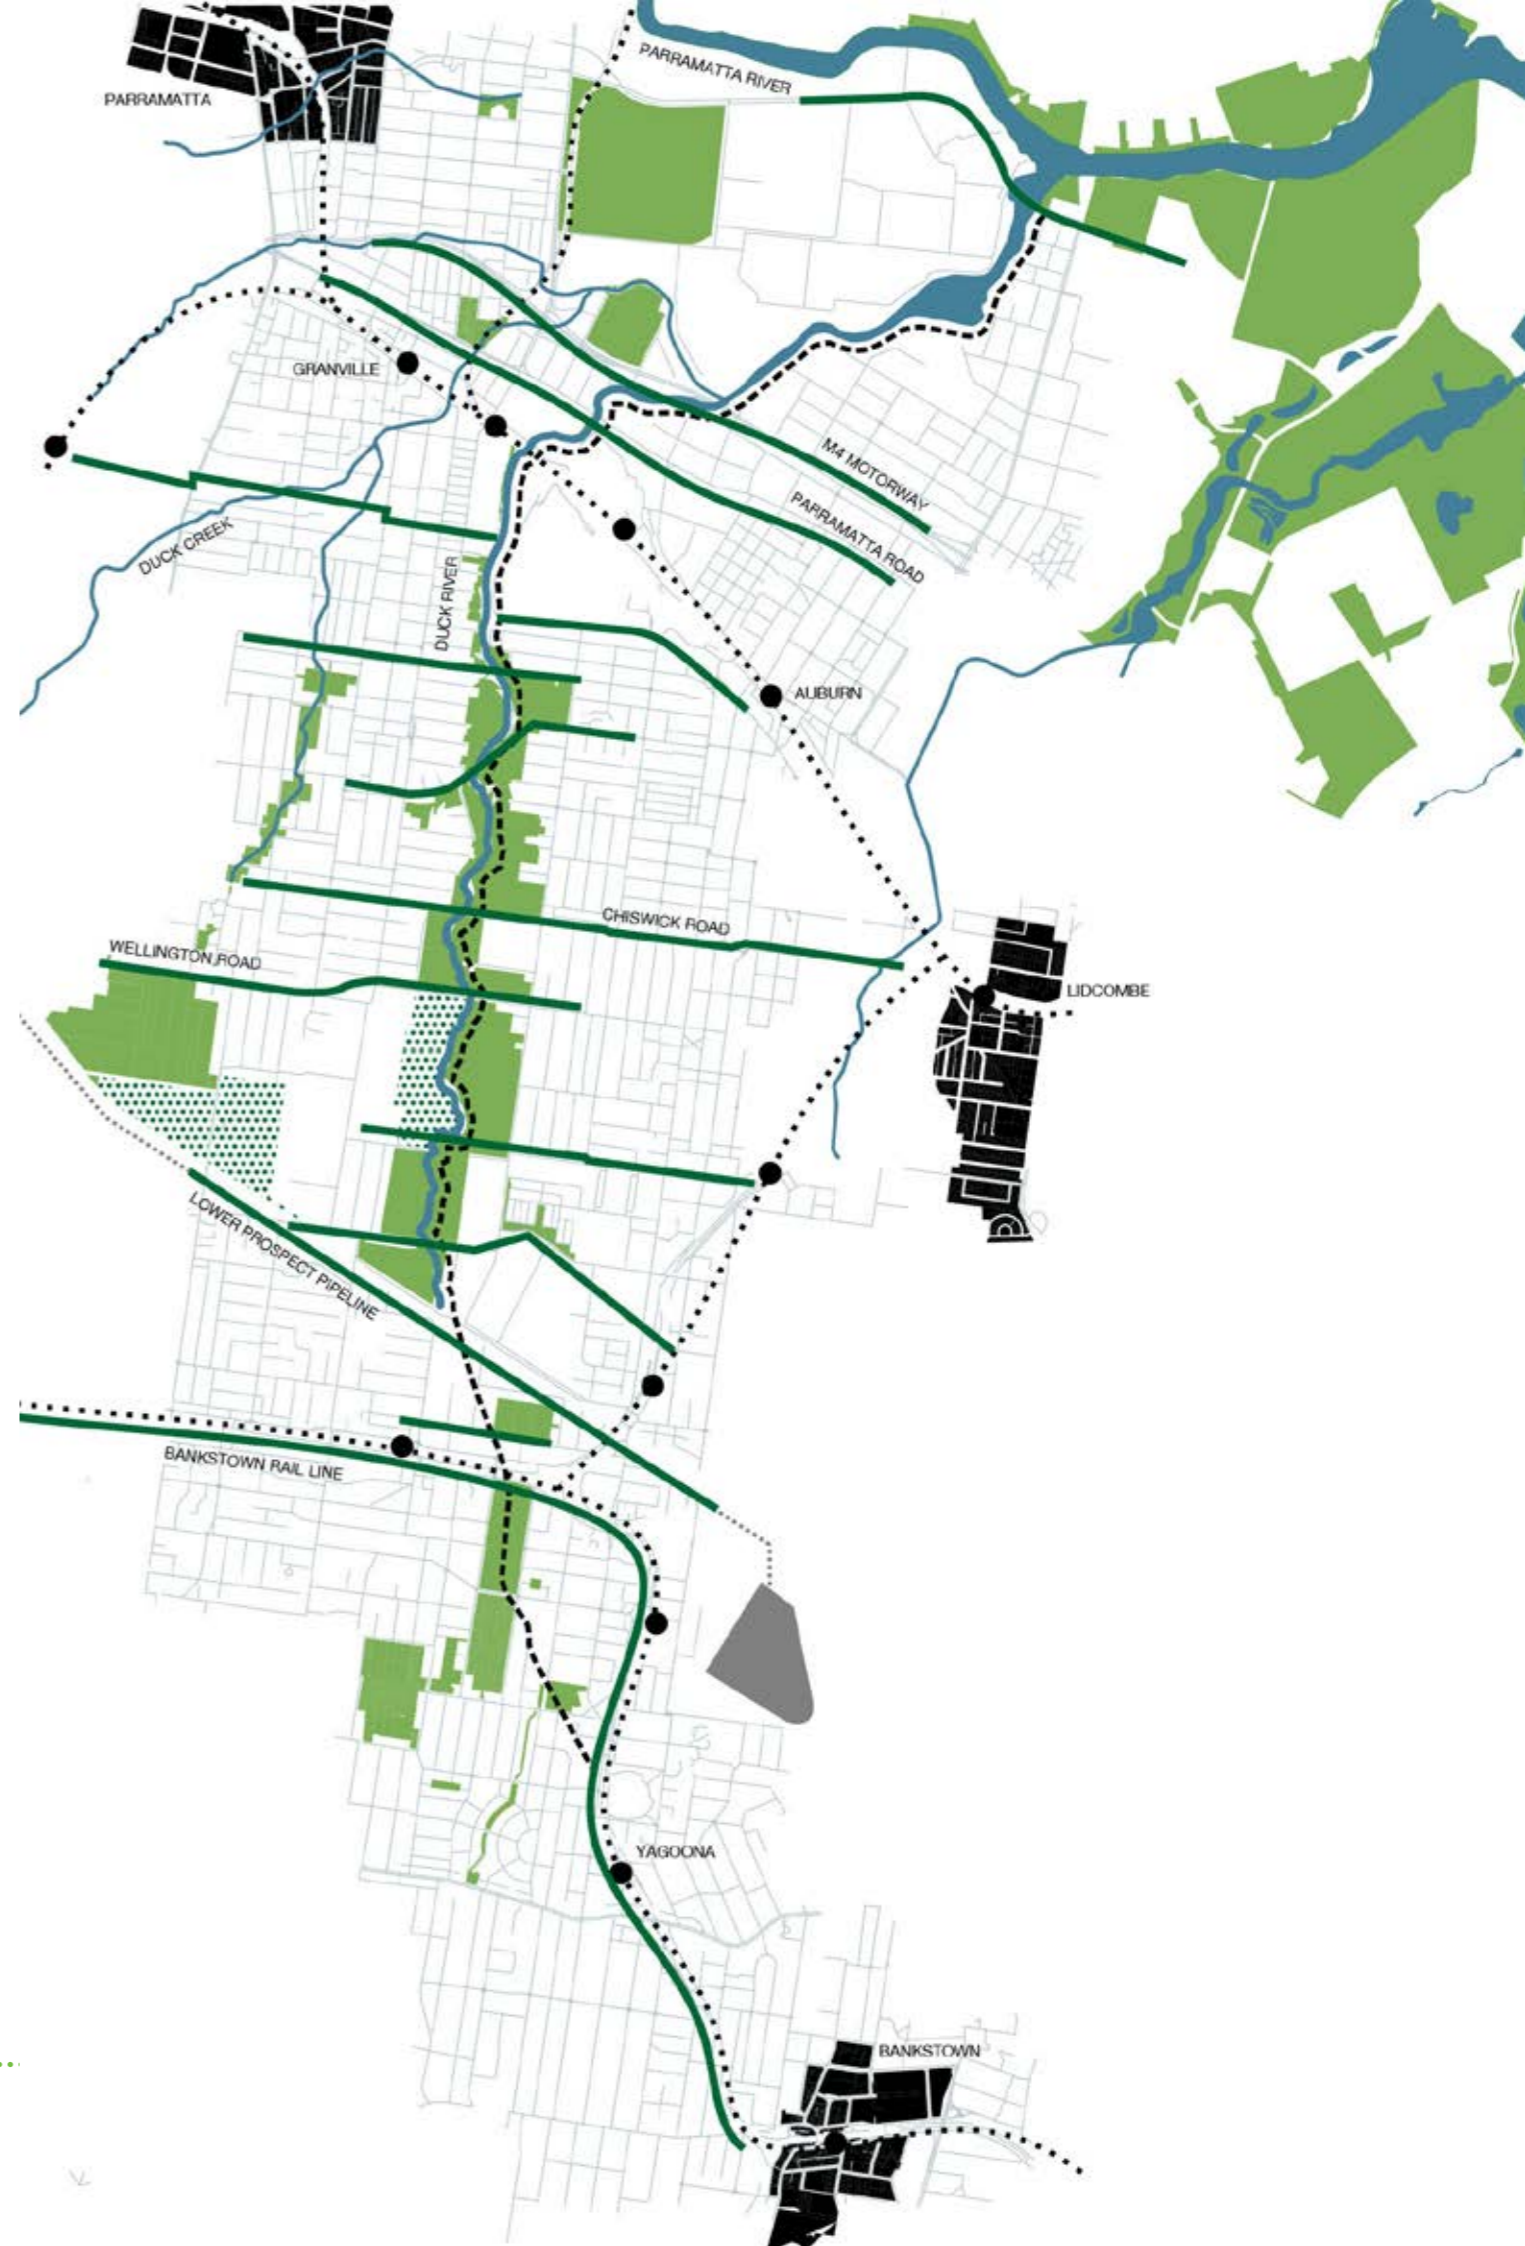 PARRAMATTA RIVER
PARRAMATTA
GRANVILLE
M4 MOTORWAY
PARRAMATTA ROAD
DUCK CREEK
DUCK RIVER
AUBURN
CHISWICK ROAD
WELLINGTON ROAD
LIDCOMBE
LOWER PROSPECT PIPELINE
BANKSTOWN RAIL LINE
YAGOONA
BANKSTOWN